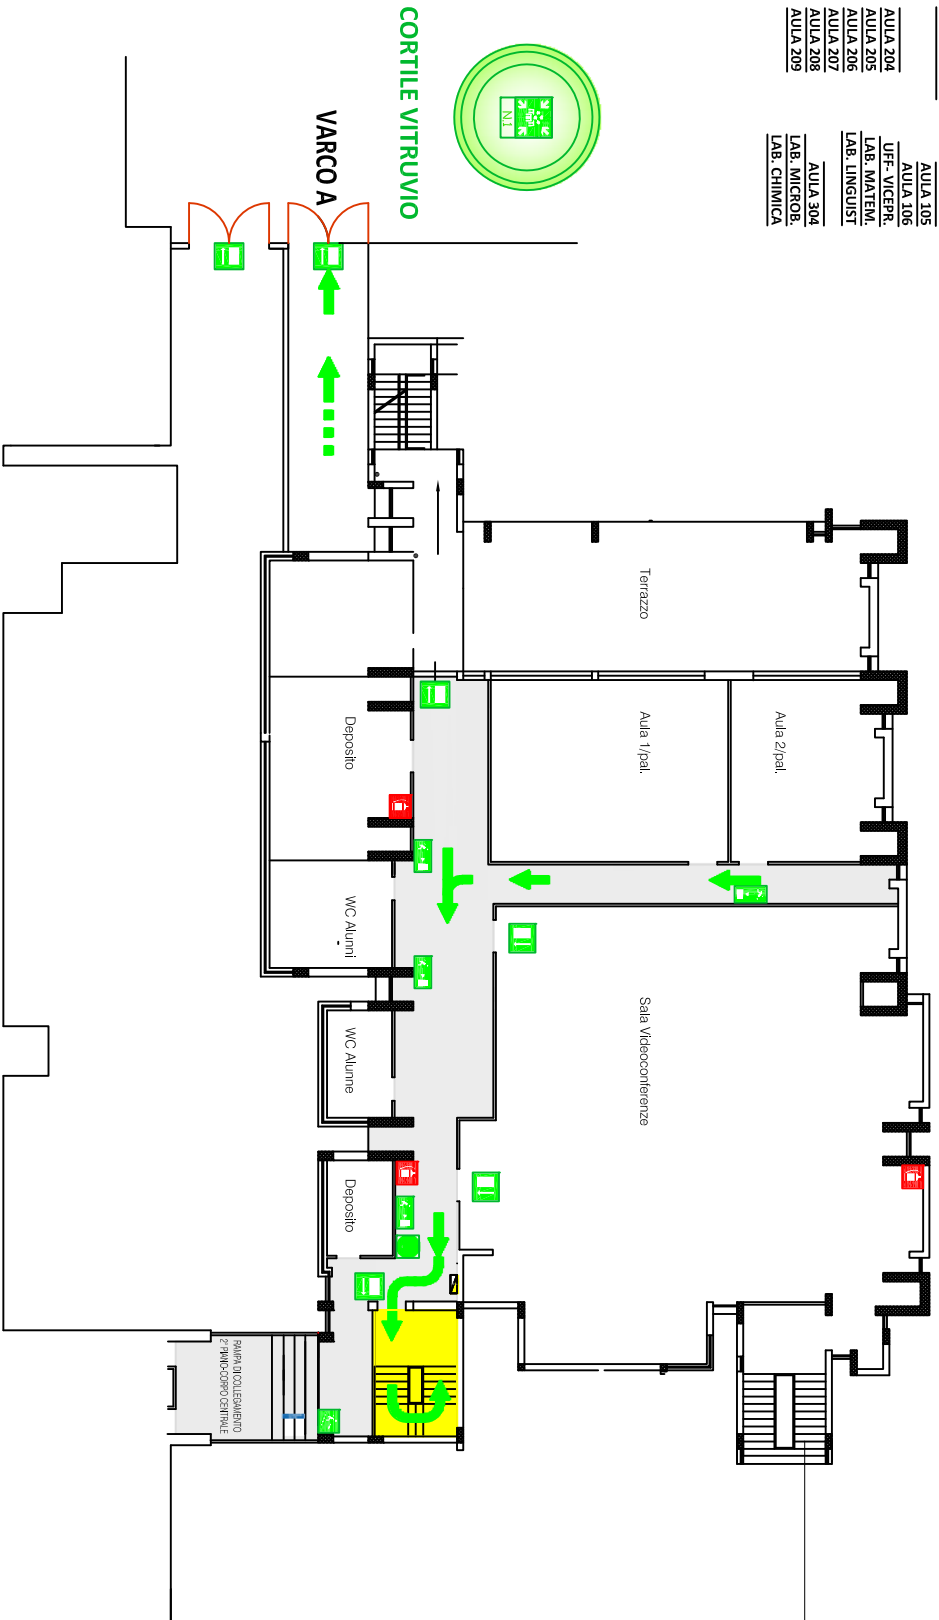 AULA 204
AULA 205
AULA 206
AULA 207
AULA 208
AULA 209
AULA 105
AULA 106
UFF- VICEPR.
LAB. MATEM.
LAB. LINGUIST
AULA 304
LAB. MICROB.
LAB. CHIMICA
N.1
CORTILE VITRUVIO
VARCO A
Terrazzo
Aula 2/pal.
Aula 1/pal.
Deposito
WC Alunni
Sala Videoconferenze
WC Alunne
Deposito
RAMPA DI COLLEGAMENTO
2° PIANO-CORPO CENTRALE